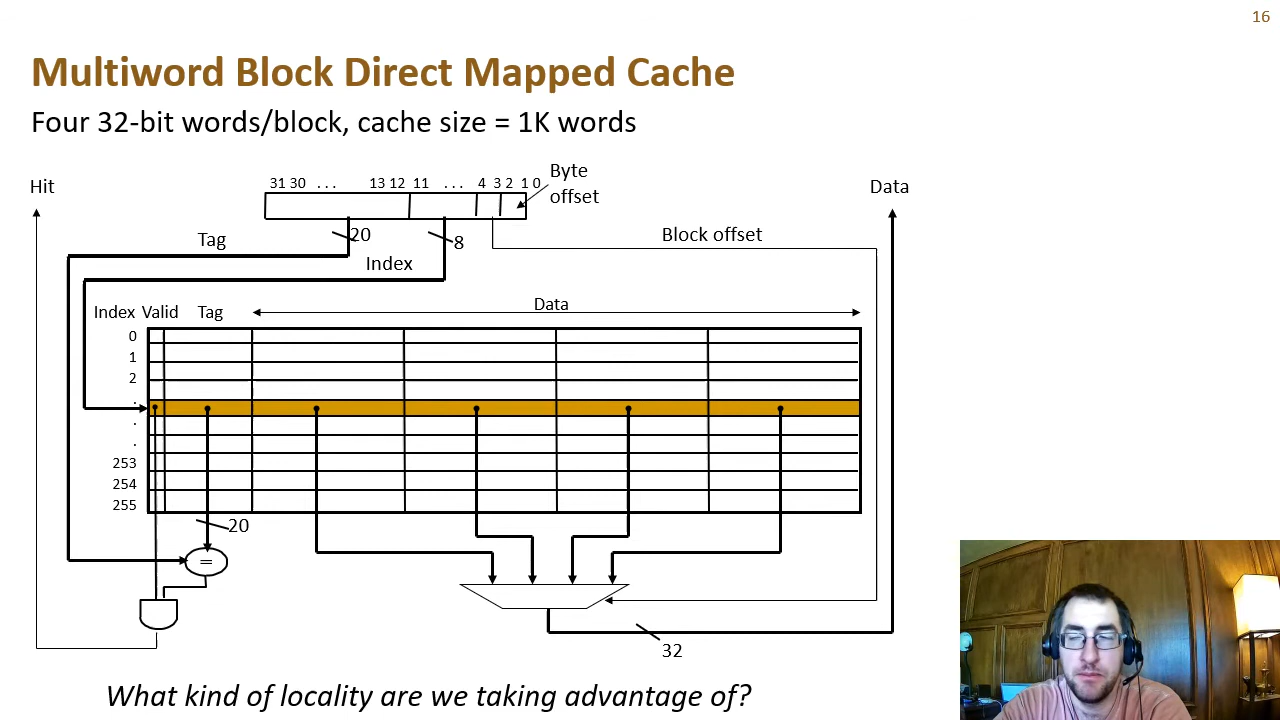 16
Multiword Block Direct Mapped Cache
Four 32-bit words/block, cache size = 1K words
Byte
offset
31 30 . . . 13 12 11 . . . 4 3 2 1 0
Hit
Data
Tag
20
8
Block offset
Index
Index Valid Tag
Data
0
1
2
.
.
.
253
254
255
20
=
32
What kind of locality are we taking advantage of?